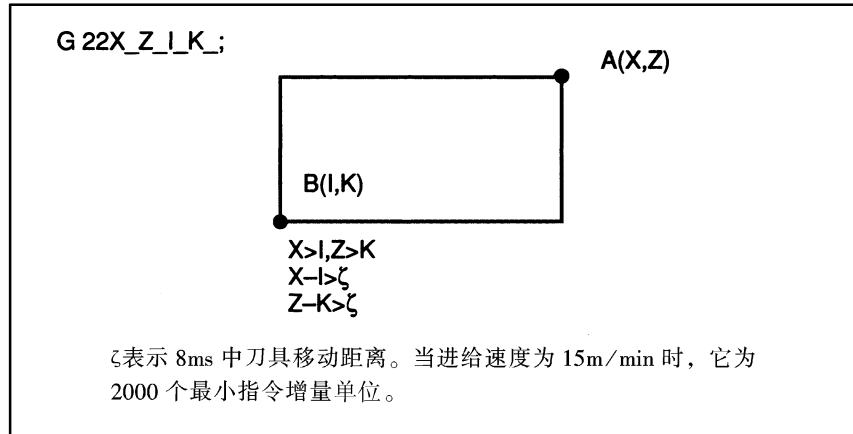 G 22X_Z_I_K_;
A(X,Z)
B(I,K)
X>I,Z>K
X–I>ζ
Z–K>ζ
ζ表示 8ms 中刀具移动距离。当进给速度为 15m/min 时，它为
2000 个最小指令增量单位。